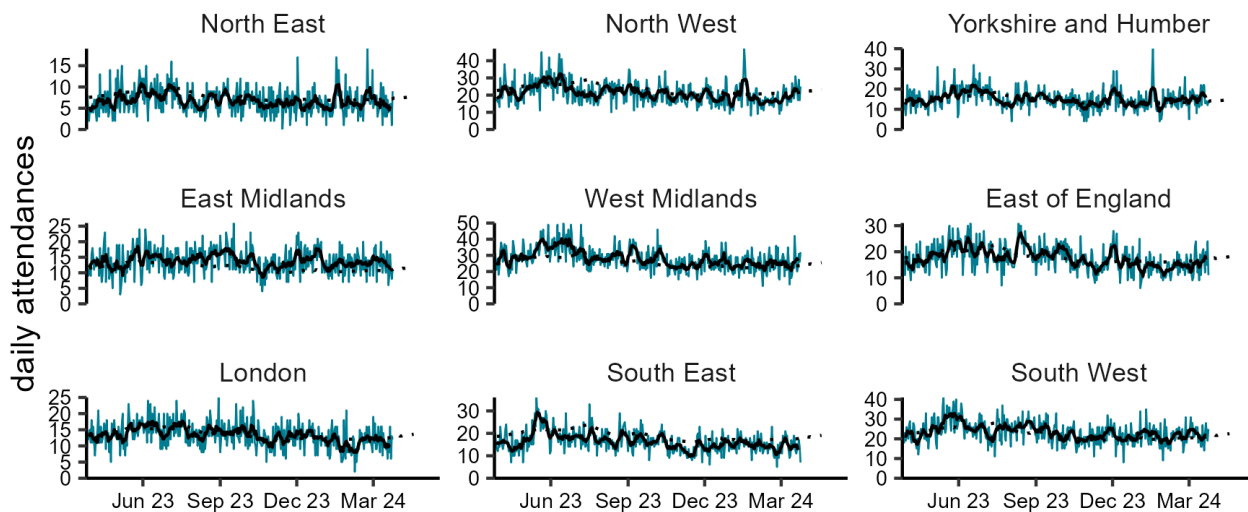 North East North West Yorkshire and Humber
15 40 40
10 30 30
5 20 20
0 10 10
0 0
daily attendances
East Midlands West Midlands East of England
25 50 30
20 40 20
15 30 10
10 20 0
5 10
0 0
London South East South West
25 30 40
20 20 30
15 10 20
10 0 10
5 0
0
Jun 23 Sep 23 Dec 23 Mar 24 Jun 23 Sep 23 Dec 23 Mar 24 Jun 23 Sep 23 Dec 23 Mar 24